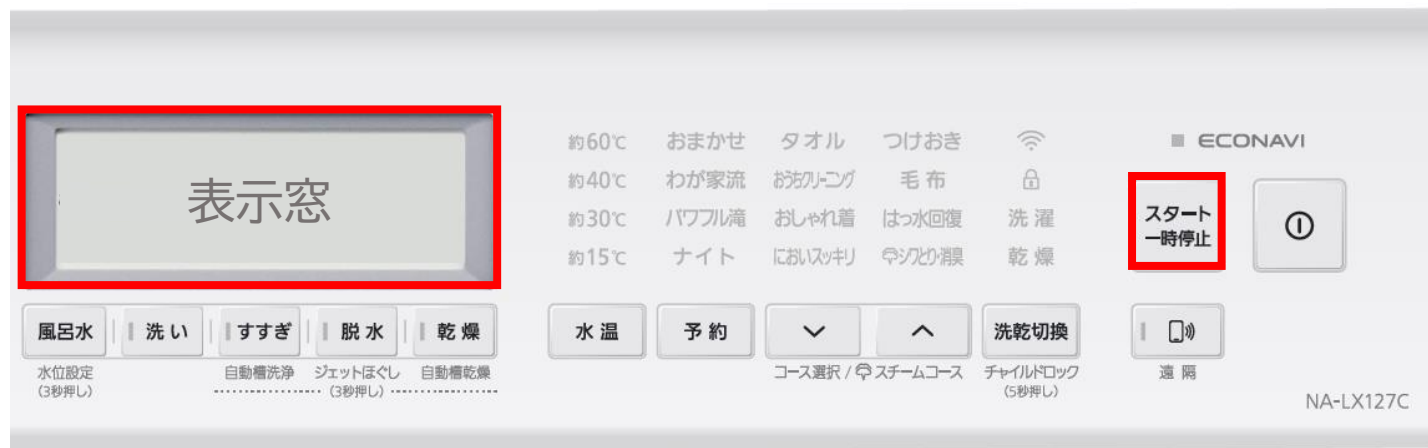 表示窓
約60℃ おまかせ タオル つけおき
約40℃ わが家流 おうちクリーニング 毛布
約30℃ パワフル滝 おしゃれ着 はっ水回復 洗濯
約15℃ ナイト においスッキリ シワとり・消臭 乾燥
ECONAVI
スタート
一時停止
風呂水 洗い すすぎ 脱水 乾燥 水温 予約 洗乾切換
水位設定 自動槽洗浄 ジェットほぐし 自動槽乾燥 コース選択 / スチームコース チャイルドロック 遠隔
(3秒押し) (3秒押し) (5秒押し)
NA-LX127C